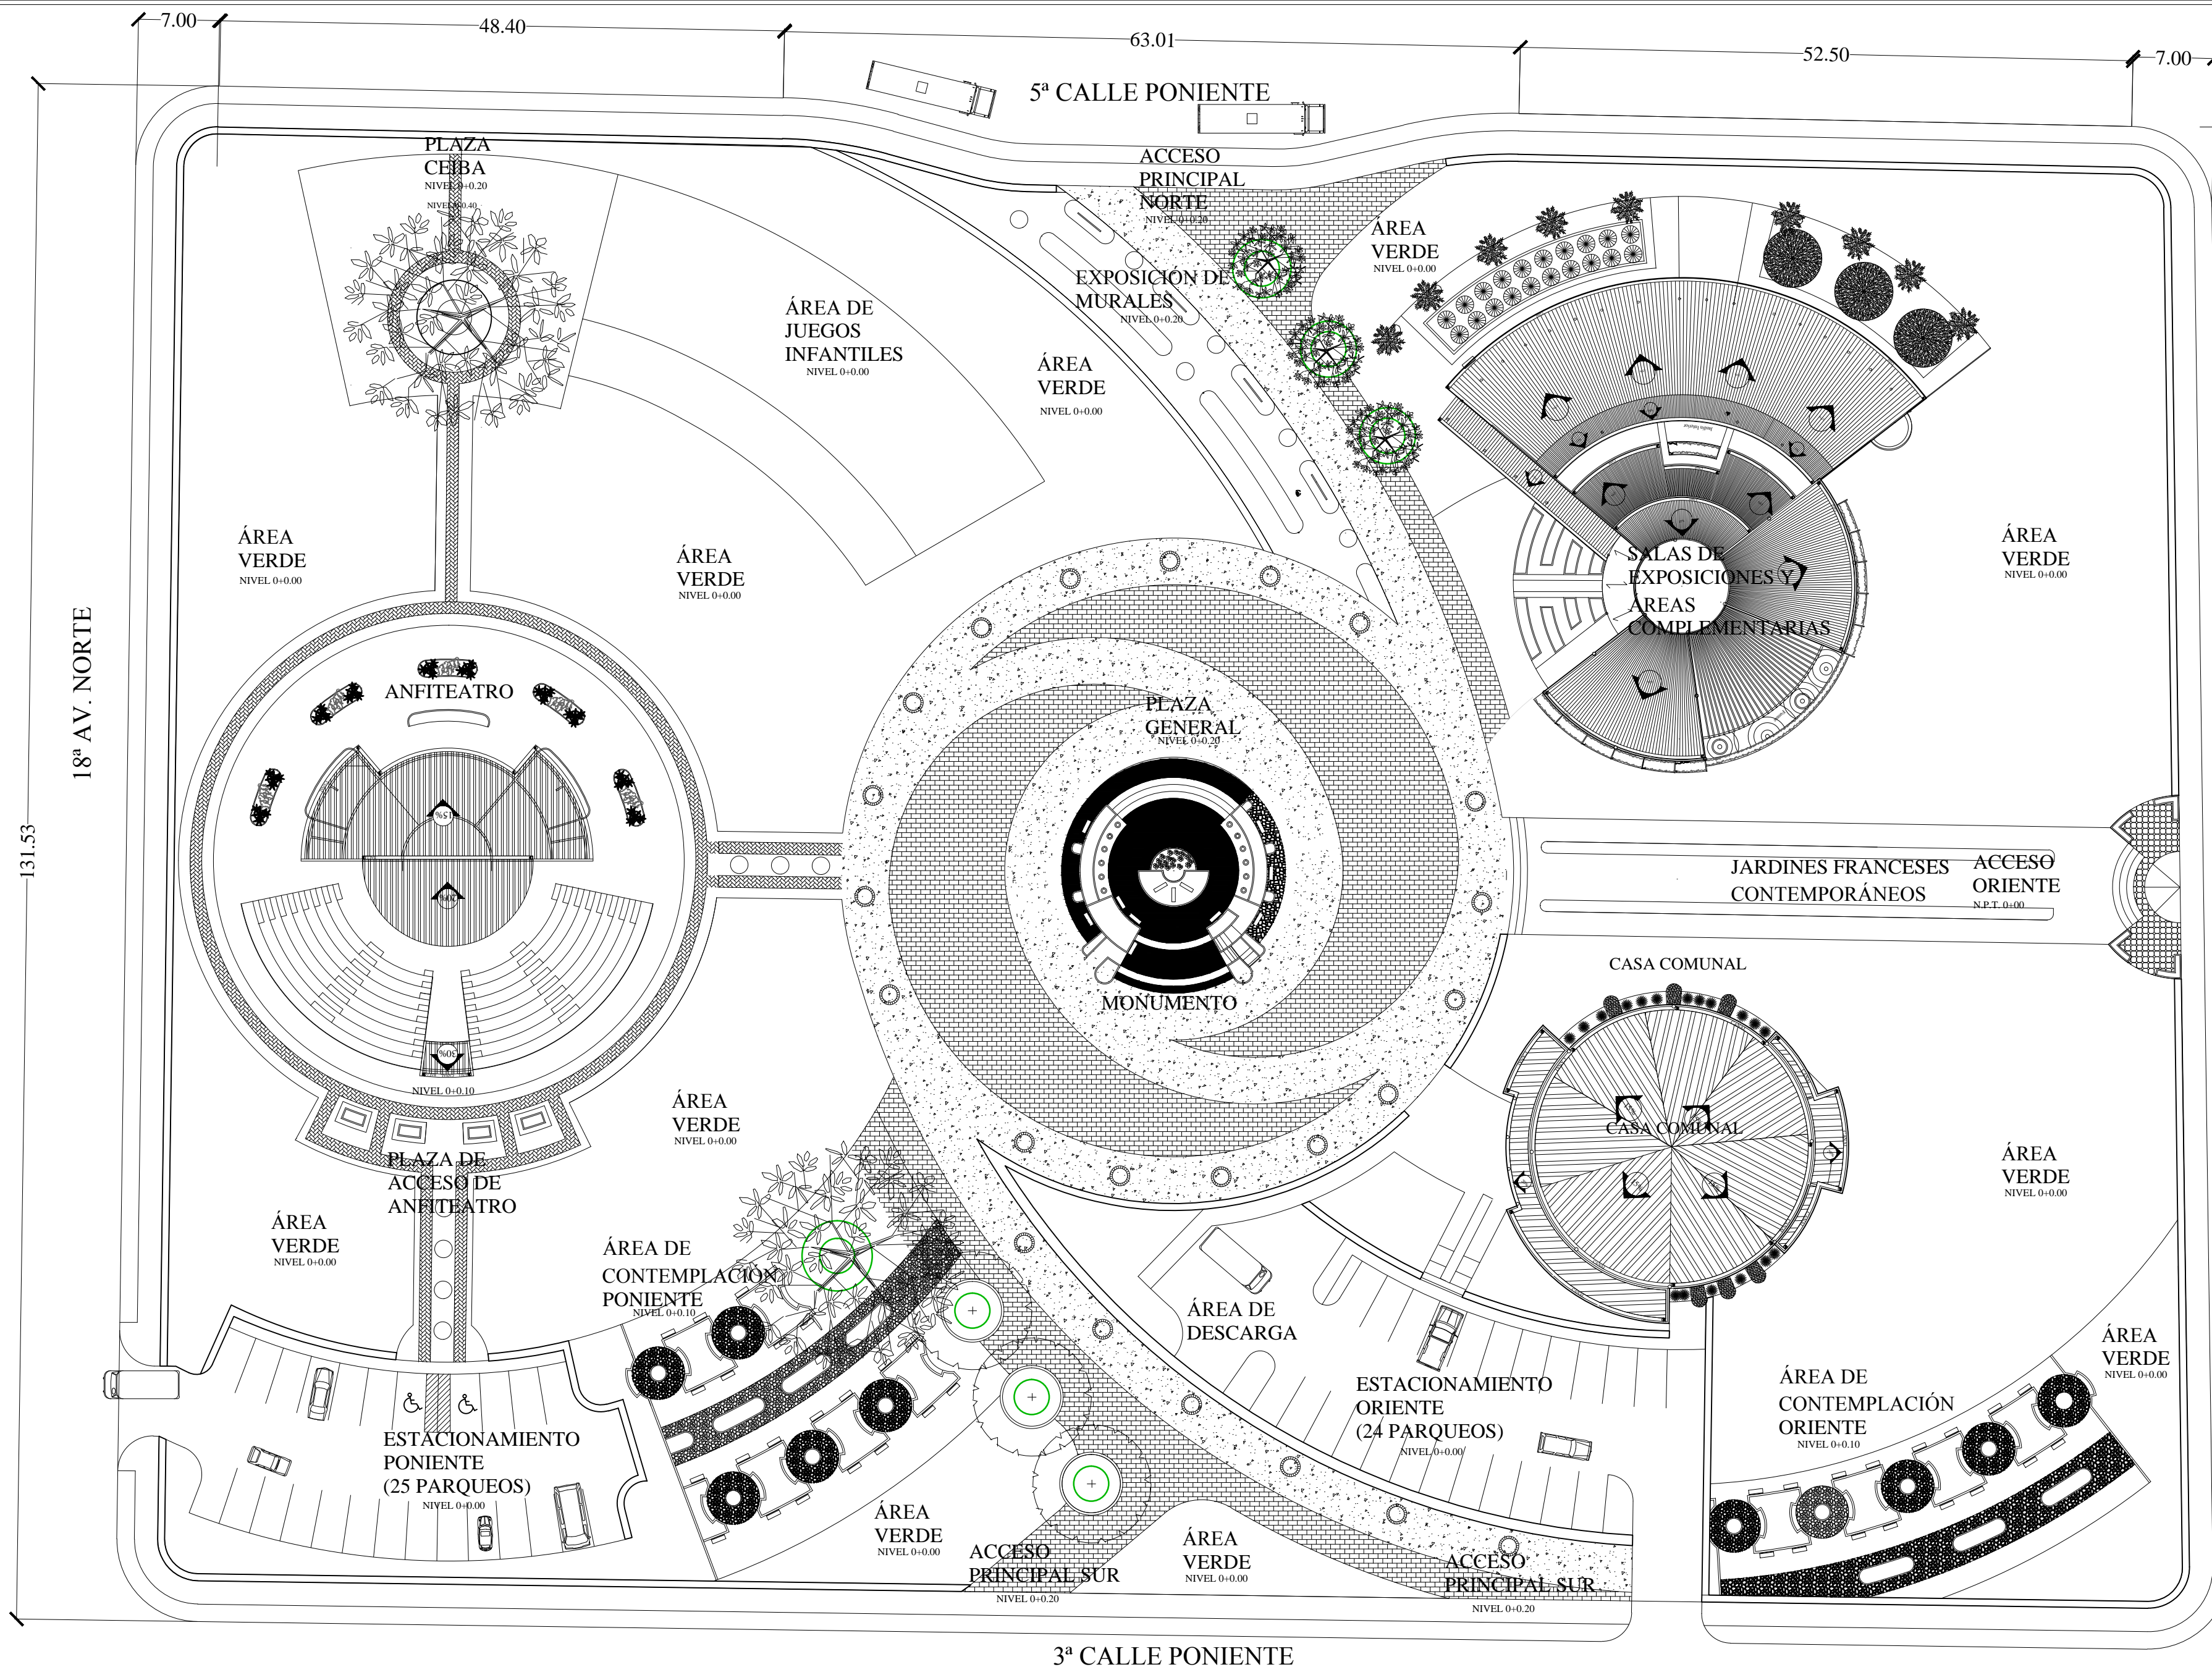 7.00
48.40
63.01
52.50
7.00
5ª CALLE PONIENTE
PLAZA
CEIBA
NIVEL 0+0.20
NIVEL 0+0.40
ACCESO
PRINCIPAL
NORTE
NIVEL 0+0.20
ÁREA
VERDE
NIVEL 0+0.00
EXPOSICIÓN DE
MURALES
NIVEL 0+0.20
ÁREA DE
JUEGOS
INFANTILES
NIVEL 0+0.00
ÁREA
VERDE
NIVEL 0+0.00
ÁREA
VERDE
NIVEL 0+0.00
ÁREA
VERDE
NIVEL 0+0.00
SALAS DE
EXPOSICIONES Y
ÁREAS
COMPLEMENTARIAS
ÁREA
VERDE
NIVEL 0+0.00
18ª AV. NORTE
131.53
ANFITEATRO
15%
20%
30%
NIVEL 0+0.10
PLAZA
GENERAL
NIVEL 0+0.20
MONUMENTO
JARDINES FRANCESES
CONTEMPORÁNEOS
ACCESO
ORIENTE
N.P.T. 0+00
CASA COMUNAL
CASA COMUNAL
ÁREA
VERDE
NIVEL 0+0.00
ÁREA
VERDE
NIVEL 0+0.00
PLAZA DE
ACCESO DE
ANFITEATRO
ÁREA
VERDE
NIVEL 0+0.00
ÁREA DE
CONTEMPLACIÓN
PONIENTE
NIVEL 0+0.10
ÁREA DE
DESCARGA
ESTACIONAMIENTO
ORIENTE
(24 PARQUEOS)
NIVEL 0+0.00
ÁREA DE
CONTEMPLACIÓN
ORIENTE
NIVEL 0+0.10
ÁREA
VERDE
NIVEL 0+0.00
ESTACIONAMIENTO
PONIENTE
(25 PARQUEOS)
NIVEL 0+0.00
ÁREA
VERDE
NIVEL 0+0.00
ACCESO
PRINCIPAL SUR
NIVEL 0+0.20
ÁREA
VERDE
NIVEL 0+0.00
ACCESO
PRINCIPAL SUR
NIVEL 0+0.20
3ª CALLE PONIENTE